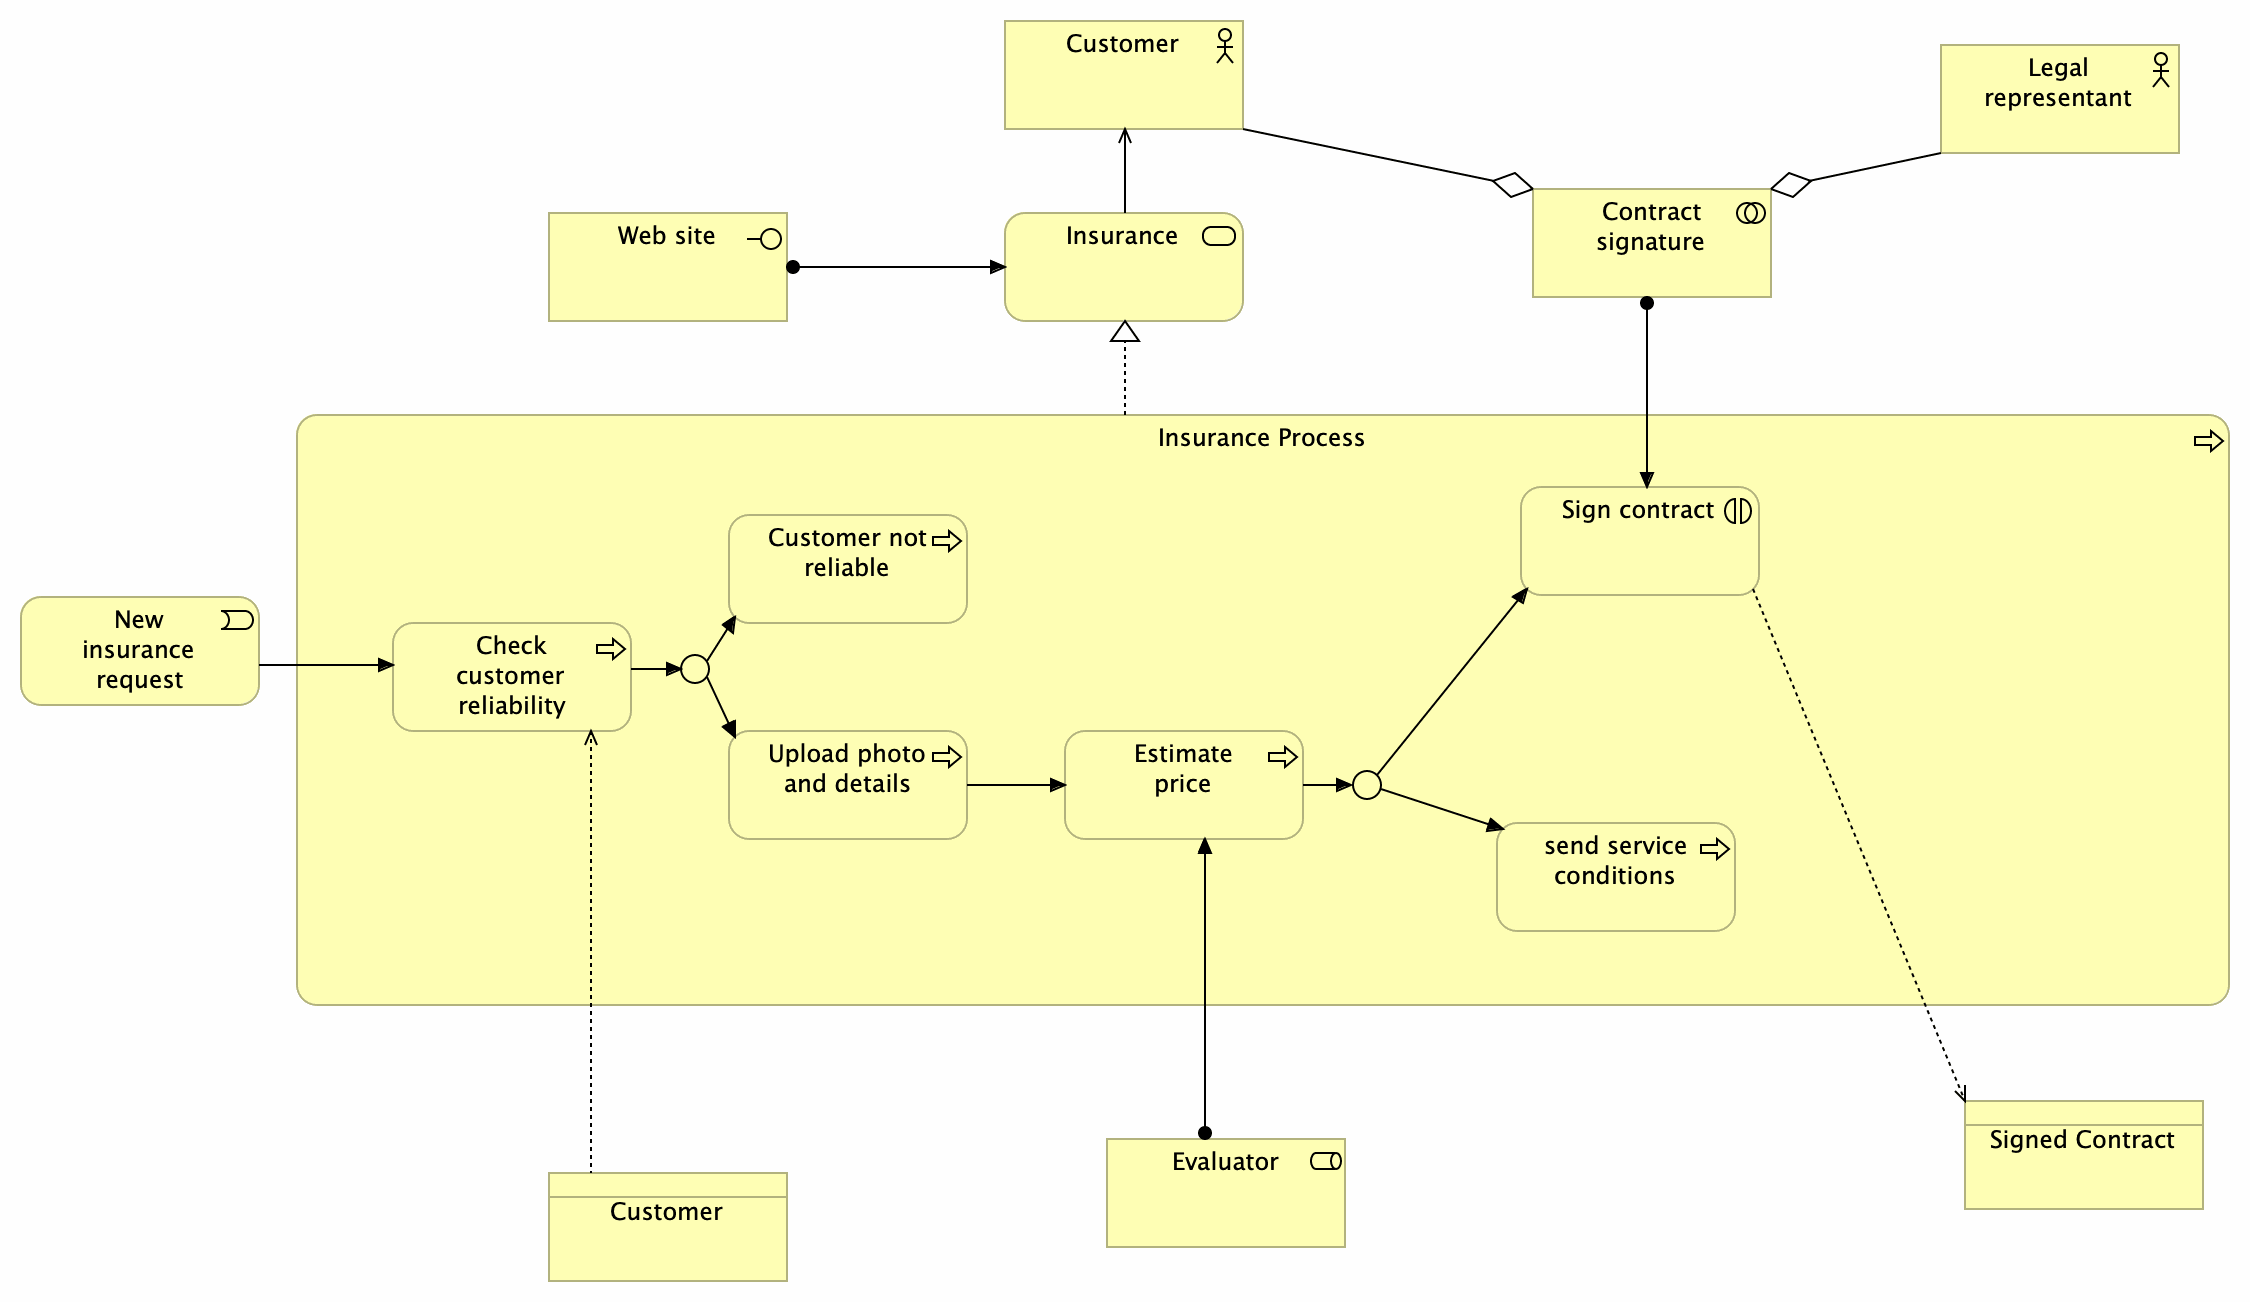 Customer
Legal
representant
Web site
Insurance
Contract
signature
Insurance Process
Sign contract
Customer not
reliable
New
insurance
request
Check
customer
reliability
Upload photo
and details
Estimate
price
send service
conditions
Signed Contract
Evaluator
Customer